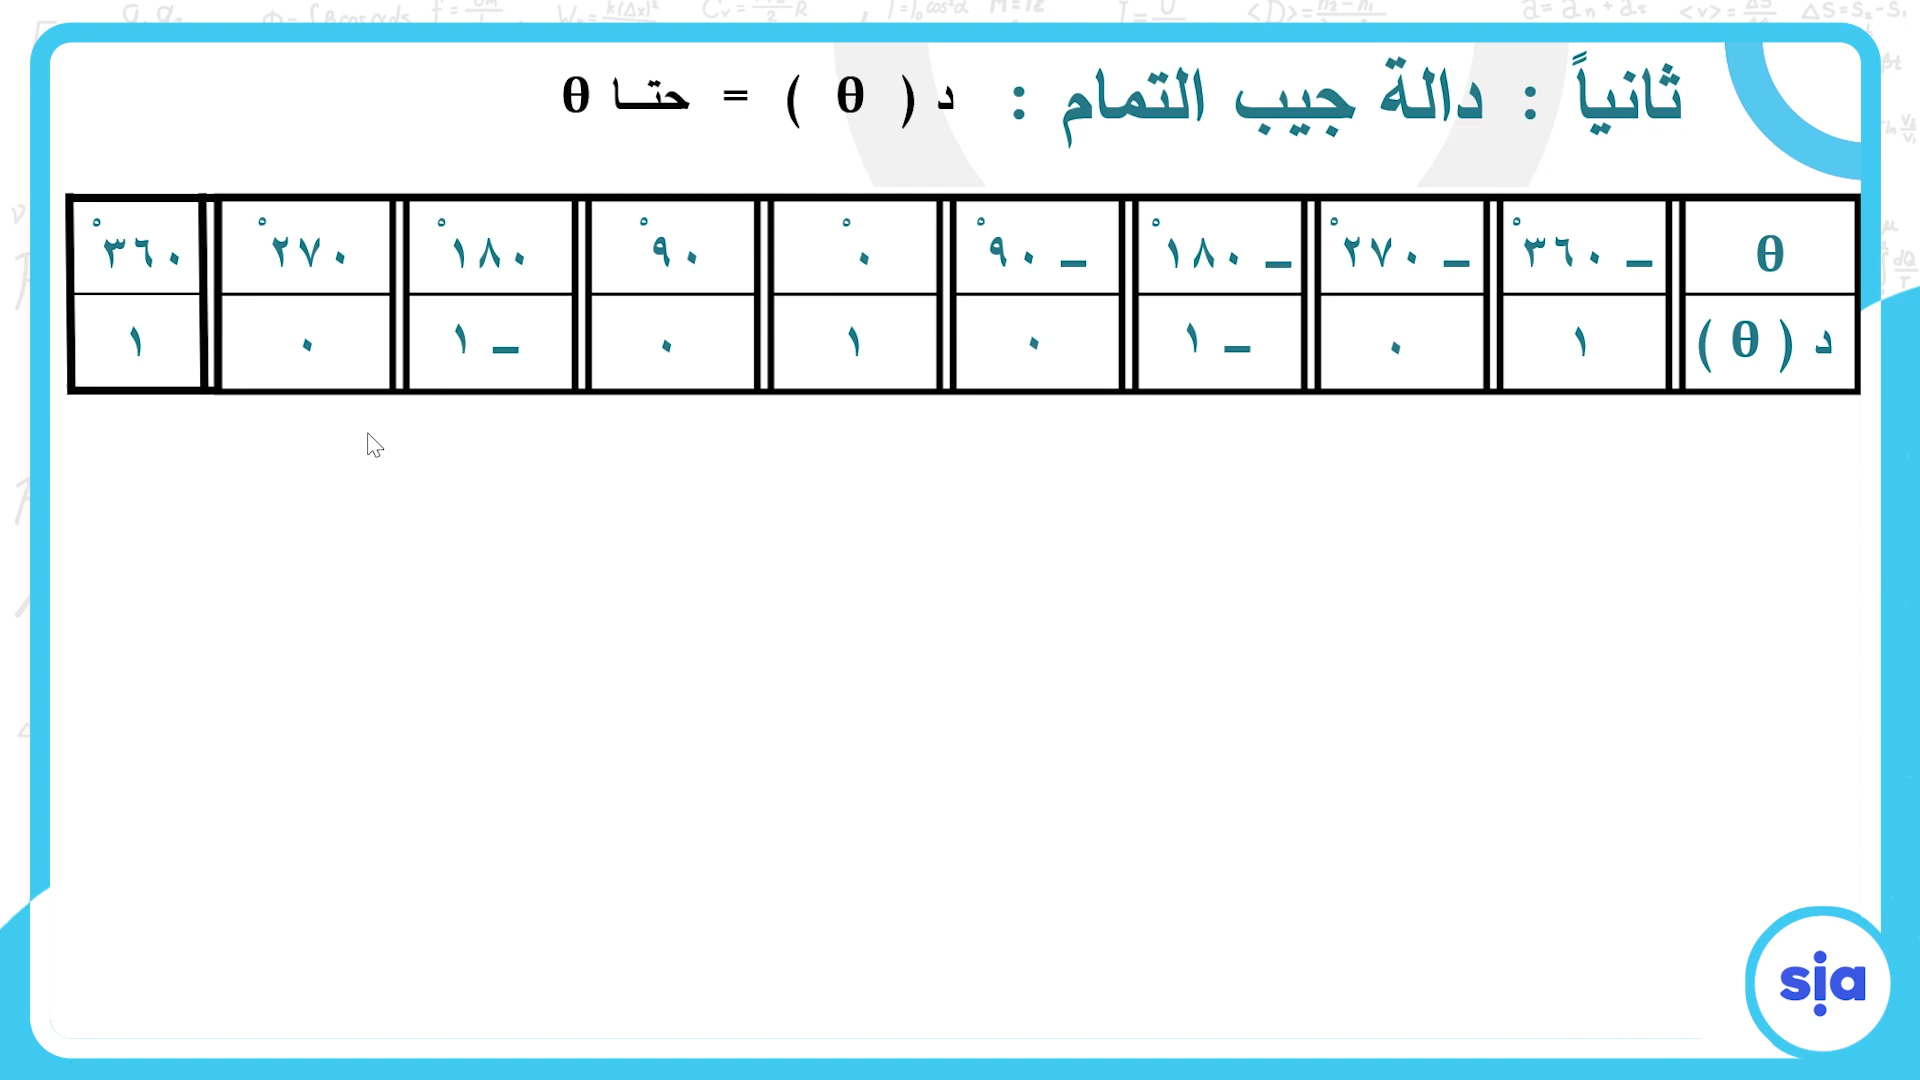 ثانياً : دالة جيب التمام : د ( θ ) = حتــا θ
θ ـ ٣٦٠° ـ ٢٧٠° ـ ١٨٠° ـ ٩٠° ٠° ٩٠° ١٨٠° ٢٧٠° ٣٦٠°
د ( θ ) ١ ٠ ـ ١ ٠ ١ ٠ ـ ١ ٠ ١
sia